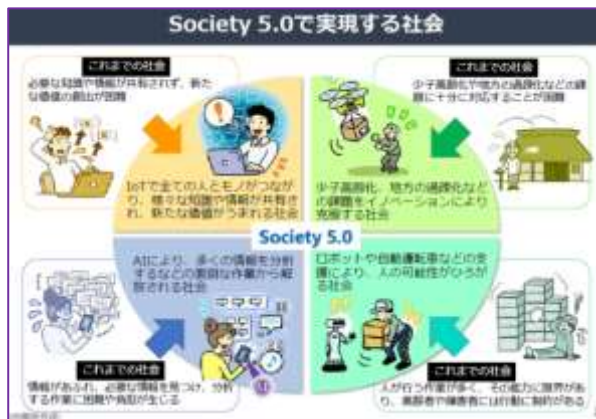 Society 5.0で実現する社会
これまでの社会
必要な知識や情報が共有されず、新た
な価値の創出が困難
これまでの社会
少子高齢化や地方の過疎化などの課
題に十分に対応することが困難
IoTで全ての人とモノがつなが
り、様々な知識や情報が共有さ
れ、新たな価値がうまれる社会
少子高齢化、地方の過疎化など
の課題をイノベーションにより
克服する社会
Society 5.0
AIにより、多くの情報を分析
するなどの面倒な作業から解
放される社会
ロボットや自動運転車などの支
援により、人の可能性がひろが
る社会
AI
これまでの社会
情報があふれ、必要な情報を見つけ、分析
する作業に困難や負担が生じる
これまでの社会
人が行う作業が多く、その能力に限界があ
り、高齢者や障害者には行動に制約がある